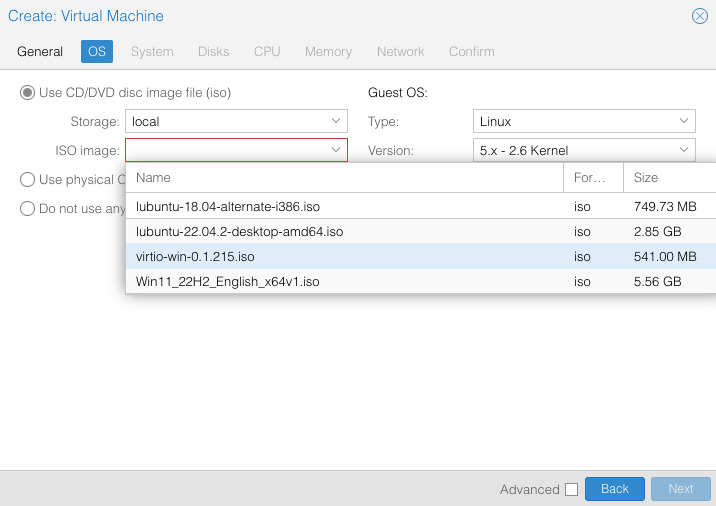 Create: Virtual Machine
General OS System Disks CPU Memory Network Confirm
Use CD/DVD disc image file (iso) Guest OS:
Storage: local Type: Linux
ISO image: Version: 5.x - 2.6 Kernel
Use physical C
Do not use any
Name For... Size
lubuntu-18.04-alternate-i386.iso iso 749.73 MB
lubuntu-22.04.2-desktop-amd64.iso iso 2.85 GB
virtio-win-0.1.215.iso iso 541.00 MB
Win11_22H2_English_x64v1.iso iso 5.56 GB
Advanced Back Next